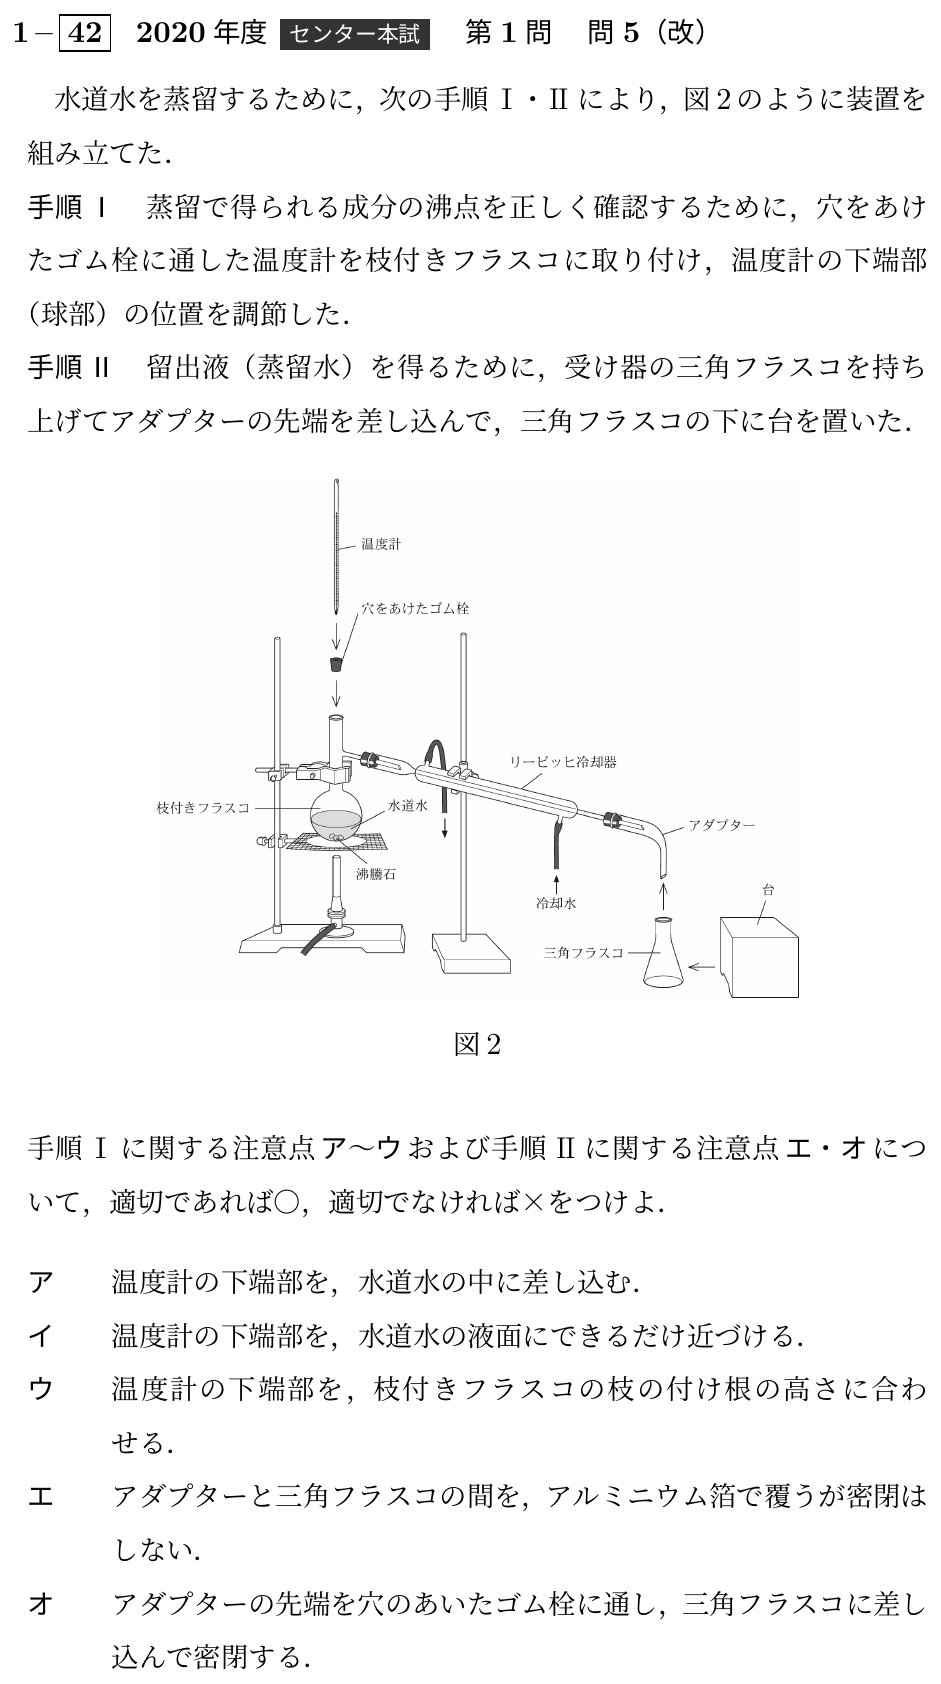 1－42 2020年度 センター本試 第1問 問5（改）
水道水を蒸留するために，次の手順Ⅰ・Ⅱにより，図2のように装置を
組み立てた．
手順Ⅰ 蒸留で得られる成分の沸点を正しく確認するために，穴をあけ
たゴム栓に通した温度計を枝付きフラスコに取り付け，温度計の下端部
（球部）の位置を調節した．
手順Ⅱ 留出液（蒸留水）を得るために，受け器の三角フラスコを持ち
上げてアダプターの先端を差し込んで，三角フラスコの下に台を置いた．
温度計
穴をあけたゴム栓
リービッヒ冷却器
枝付きフラスコ
水道水
アダプター
沸騰石
台
冷却水
三角フラスコ
図2
手順Ⅰに関する注意点ア～ウおよび手順Ⅱに関する注意点エ・オにつ
いて，適切であれば○，適切でなければ×をつけよ．
ア 温度計の下端部を，水道水の中に差し込む．
イ 温度計の下端部を，水道水の液面にできるだけ近づける．
ウ 温度計の下端部を，枝付きフラスコの枝の付け根の高さに合わ
せる．
エ アダプターと三角フラスコの間を，アルミニウム箔で覆うが密閉は
しない．
オ アダプターの先端を穴のあいたゴム栓に通し，三角フラスコに差し
込んで密閉する．